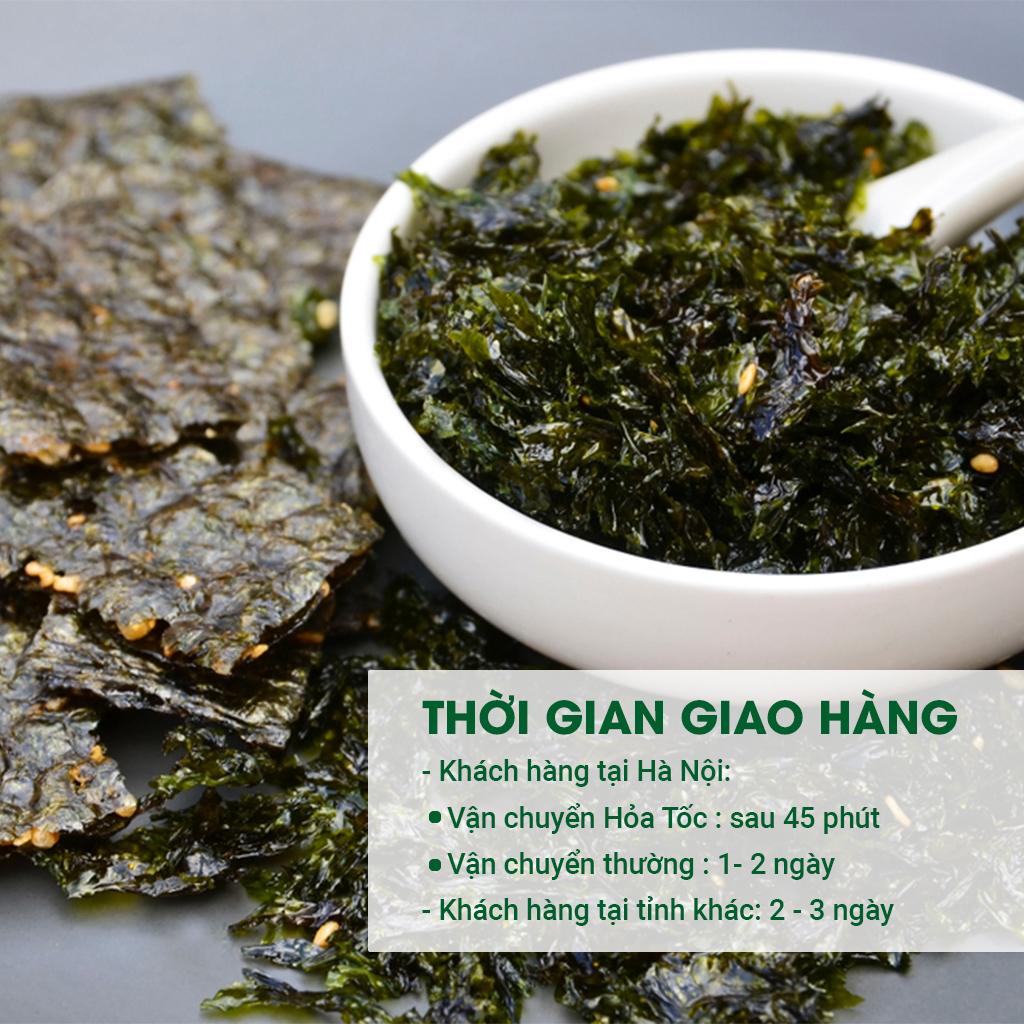 THỜI GIAN GIAO HÀNG
- Khách hàng tại Hà Nội:
• Vận chuyển Hỏa Tốc : sau 45 phút
• Vận chuyển thường : 1- 2 ngày
- Khách hàng tại tỉnh khác: 2 - 3 ngày